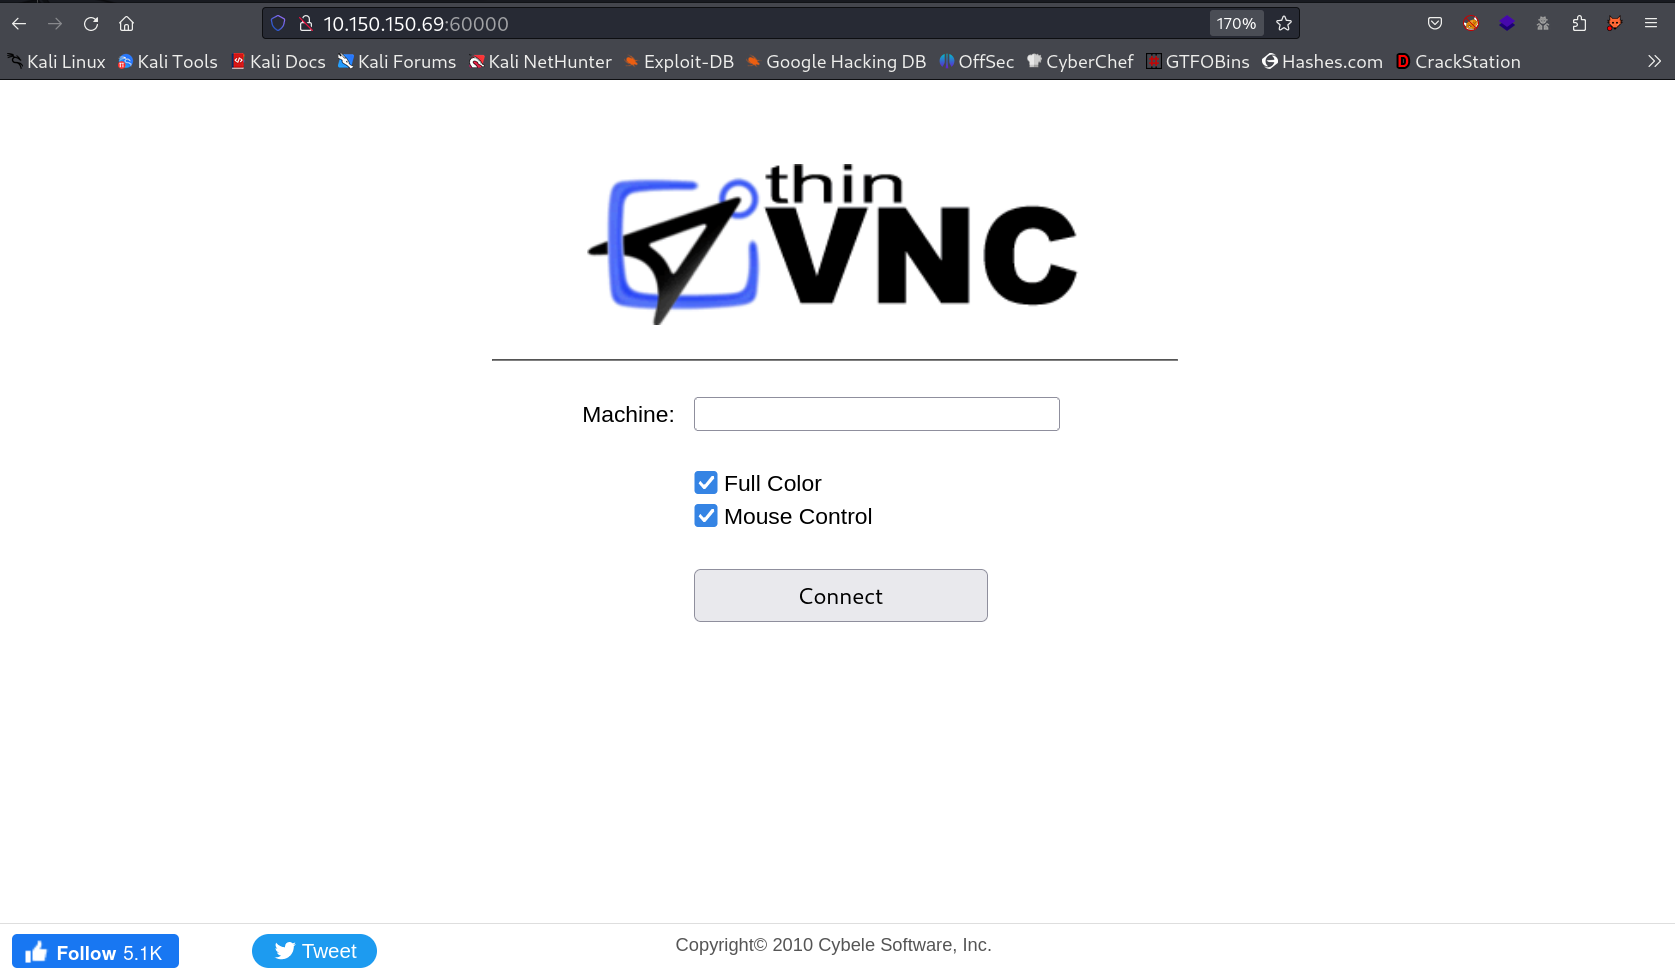 10.150.150.69:60000 170%
Kali Linux Kali Tools Kali Docs Kali Forums Kali NetHunter Exploit-DB Google Hacking DB OffSec CyberChef GTFOBins Hashes.com CrackStation
thin
VNC
Machine:
Full Color
Mouse Control
Connect
Follow 5.1K Tweet Copyright© 2010 Cybele Software, Inc.